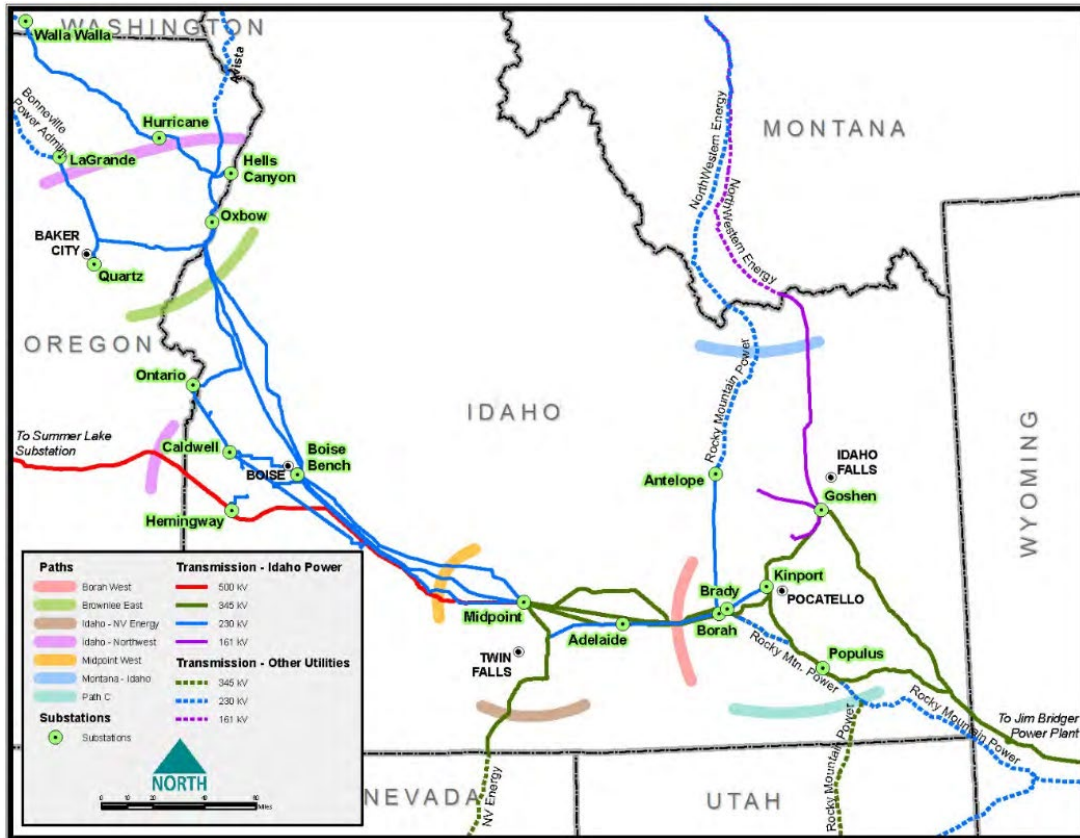 WASHINGTON
Walla Walla
Avista
Bonneville
Power Admin
Hurricane
LaGrande
Hells
Canyon
Oxbow
BAKER
CITY
Quartz
OREGON
Ontario
To Summer Lake
Substation
Caldwell
BOISE
Boise
Bench
Hemingway
IDAHO
MONTANA
NorthWestern Energy
NorthWestern Energy
Rocky Mountain Power
Antelope
IDAHO
FALLS
Goshen
WYOMING
Midpoint
Adelaide
TWIN
FALLS
Brady
Borah
Kinport
POCATELLO
Populus
Rocky Mtn. Power
Rocky Mountain Power
Rocky Mountain Power
To Jim Bridger
Power Plant
NV Energy
NEVADA
UTAH
Paths
Borah West
Brownlee East
Idaho - NV Energy
Idaho - Northwest
Midpoint West
Montana - Idaho
Path C
Substations
Substations
Transmission - Idaho Power
500 kV
345 kV
230 kV
161 kV
Transmission - Other Utilities
345 kV
230 kV
161 kV
NORTH
0 20 40 60
Miles